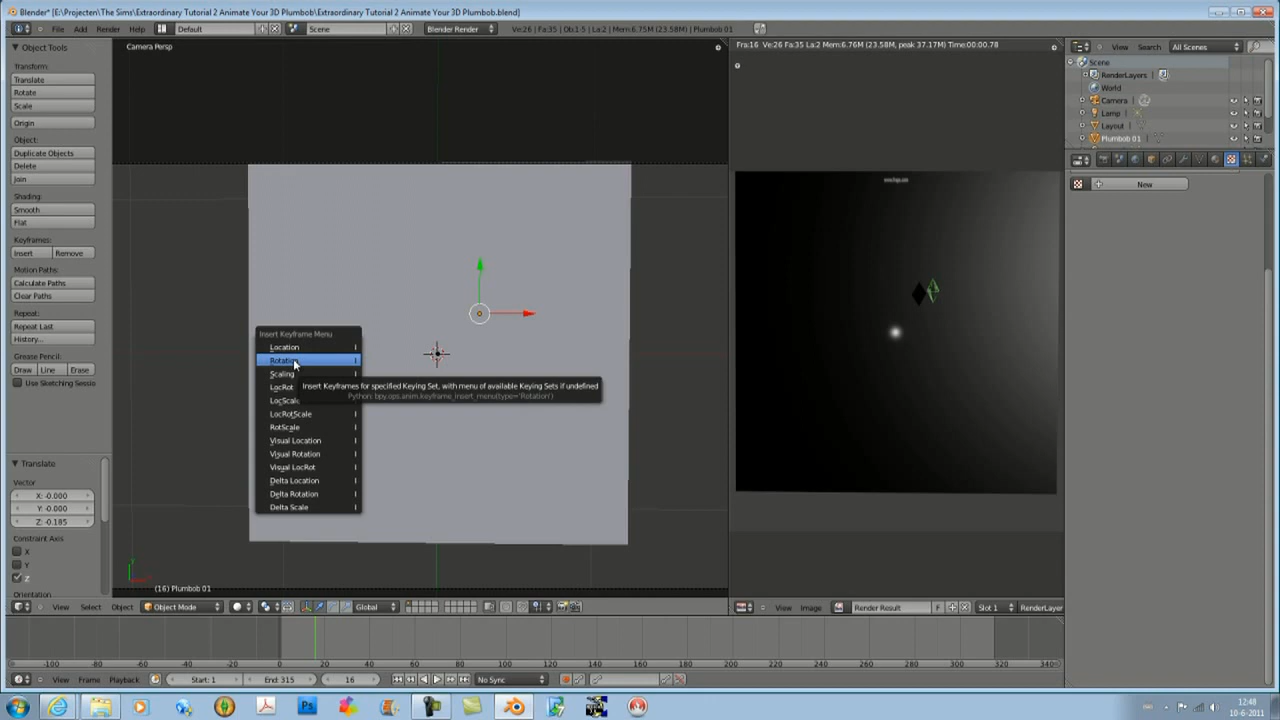 Blender* [E:\Projecten\The Sims\Extraordinary Tutorial 2 Animate Your 3D Plumbob\Extraordinary Tutorial 2 Animate Your 3D Plumbob.blend]
File Add Render Help Default Scene Blender Render Ve:26 | Fa:35 | Ob:1-5 | La:2 | Mem:6.75M (23.58M) | Plumbob 01
Object Tools
Transform:
Translate
Rotate
Scale
Origin
Object:
Duplicate Objects
Delete
Join
Shading:
Smooth
Flat
Keyframes:
Insert Remove
Motion Paths:
Calculate Paths
Clear Paths
Repeat:
Repeat Last
History...
Grease Pencil:
Draw Line Erase
Use Sketching Sessio
Translate
Vector
X: -0.000
Y: -0.000
Z: -0.185
Constraint Axis
X
Y
Z
Orientation
Camera Persp
Insert Keyframe Menu
Location I
Rotation I
Scaling I
LocRot I
LocScale I
LocRotScale I
RotScale I
Visual Location I
Visual Rotation I
Visual LocRot I
Delta Location I
Delta Rotation I
Delta Scale I
Insert Keyframes for specified Keying Set, with menu of available Keying Sets if undefined
Python: bpy.ops.anim.keyframe_insert_menu(type='Rotation')
(16) Plumbob 01
View Select Object Object Mode Global
Fra:16 Ve:26 Fa:35 La:2 Mem:6.76M (23.58M, peak 37.17M) Time:00:00.78
View Image Render Result F Slot 1 RenderLayer
View Search All Scenes
Scene
RenderLayers
World
Camera
Lamp
Layout
Plumbob 01
New
-100 -80 -60 -40 -20 0 20 40 60 80 100 120 140 160 180 200 220 240 260 280 300 320 340
View Frame Playback Start: 1 End: 315 16 No Sync
12:48
10-6-2011